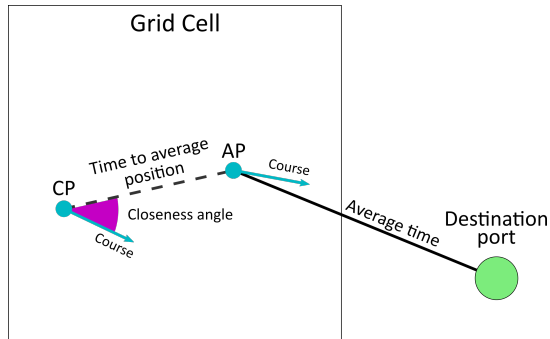 Grid Cell
Time to average
position
AP
Course
CP
Closeness angle
Course
Average time
Destination
port